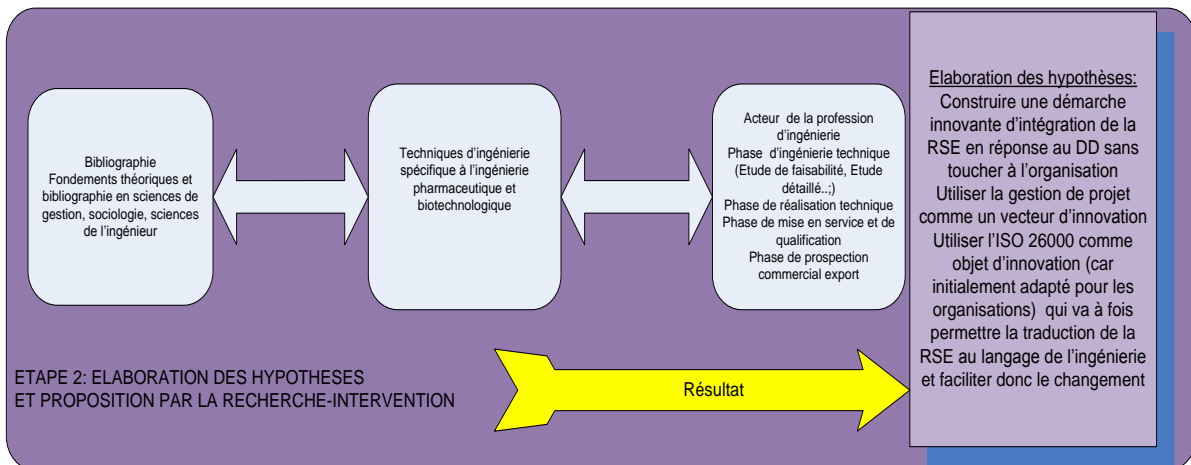 Bibliographie
Fondements théoriques et
bibliographie en sciences de
gestion, sociologie, sciences
de l'ingénieur
Techniques d'ingénierie
spécifique à l'ingénierie
pharmaceutique et
biotechnologique
Acteur de la profession
d'ingénierie
Phase d'ingénierie technique
(Etude de faisabilité, Etude
détaillé..;)
Phase de réalisation technique
Phase de mise en service et de
qualification
Phase de prospection
commercial export
Elaboration des hypothèses:
Construire une démarche
innovante d'intégration de la
RSE en réponse au DD sans
toucher à l'organisation
Utiliser la gestion de projet
comme un vecteur d'innovation
Utiliser l'ISO 26000 comme
objet d'innovation (car
initialement adapté pour les
organisations) qui va à fois
permettre la traduction de la
RSE au langage de l'ingénierie
et faciliter donc le changement
ETAPE 2: ELABORATION DES HYPOTHESES
ET PROPOSITION PAR LA RECHERCHE-INTERVENTION
Résultat